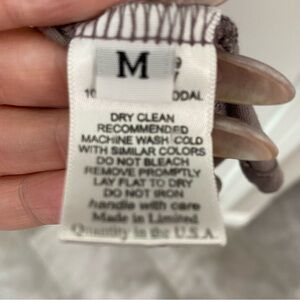 M
DRY CLEAN
RECOMMENDED
MACHINE WASH COLD
WITH SIMILAR COLORS
DO NOT BLEACH
REMOVE PROMPTLY
LAY FLAT TO DRY
DO NOT IRON
handle with care
Made in Limited
Quantity in the U.S.A